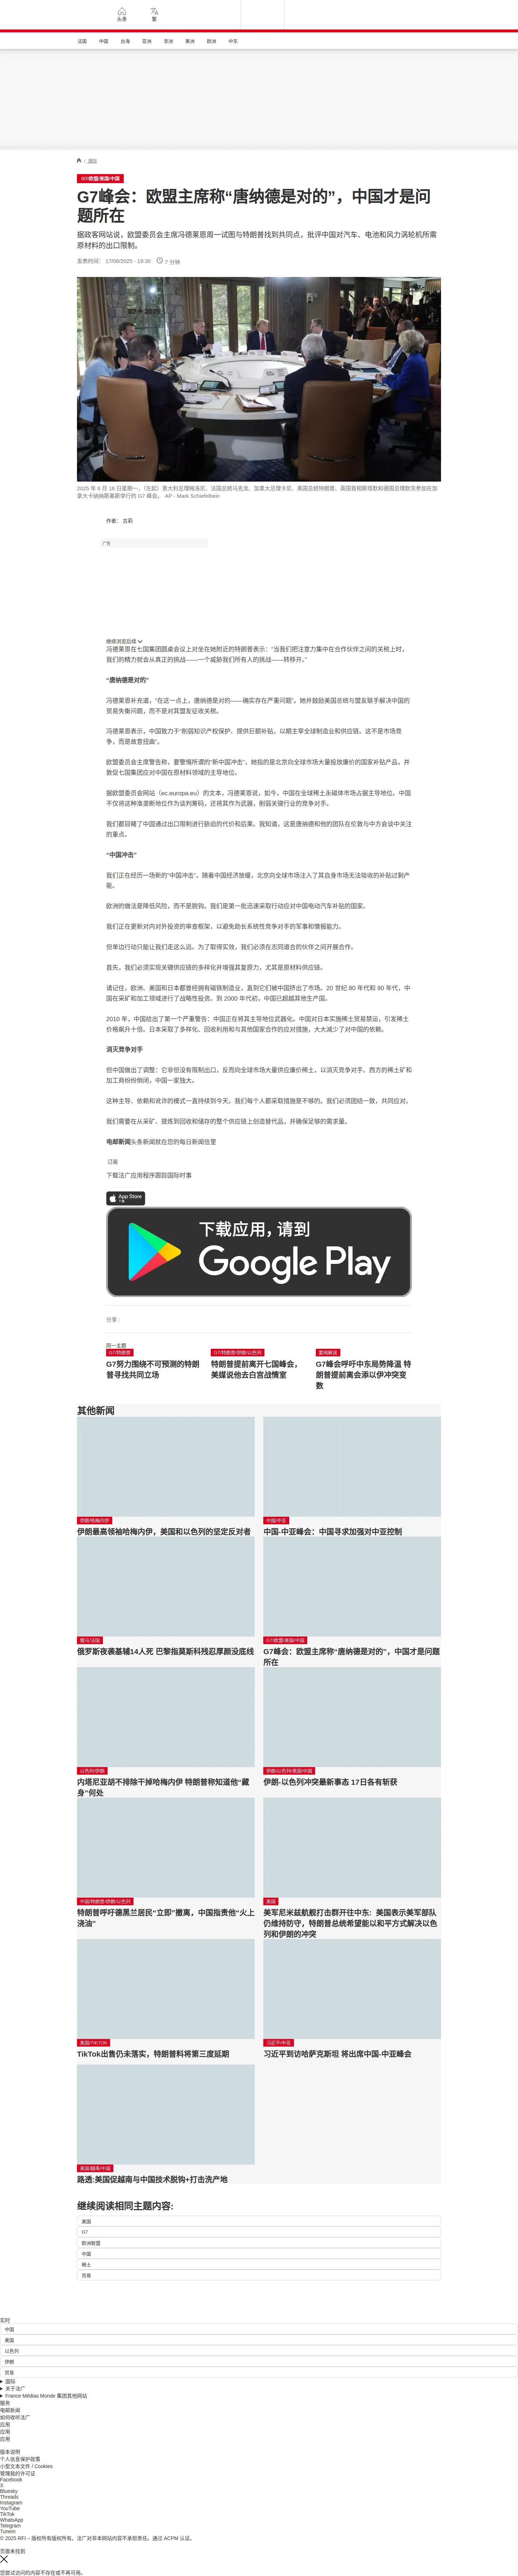 头条
繁
法国
中国
台海
亚洲
非洲
美洲
欧洲
中东
/ 国际
G7/欧盟/美国/中国
G7峰会：欧盟主席称“唐纳德是对的”，中国才是问
题所在
据政客网站说，欧盟委员会主席冯德莱恩周一试图与特朗普找到共同点，批评中国对汽车、电池和风力涡轮机所需
原材料的出口限制。
发表时间： 17/06/2025 - 19:30
7 分钟
2025 年 6 月 16 日星期一，（左起）意大利总理梅洛尼、法国总统马克龙、加拿大总理卡尼、美国总统特朗普、英国首相斯塔默和德国总理默茨参加在加
拿大卡纳纳斯基斯举行的 G7 峰会。 AP - Mark Schiefelbein
作者： 古莉
广告
继续浏览后续
冯德莱恩在七国集团圆桌会议上对坐在她附近的特朗普表示：“当我们把注意力集中在合作伙伴之间的关税上时，
我们的精力就会从真正的挑战——一个威胁我们所有人的挑战——转移开。”
“唐纳德是对的”
冯德莱恩补充道，“在这一点上，唐纳德是对的——确实存在严重问题”。她并鼓励美国总统与盟友联手解决中国的
贸易失衡问题，而不是对其盟友征收关税。
冯德莱恩表示，中国致力于“削弱知识产权保护、提供巨额补贴，以期主宰全球制造业和供应链。这不是市场竞
争，而是故意扭曲”。
欧盟委员会主席警告称，要警惕所谓的“新中国冲击”，她指的是北京向全球市场大量投放廉价的国家补贴产品，并
敦促七国集团应对中国在原材料领域的主导地位。
据欧盟委员会网站（ec.europa.eu）的文本，冯德莱恩说，如今，中国在全球稀土永磁体市场占据主导地位。中国
不仅将这种准垄断地位作为谈判筹码，还将其作为武器，削弱关键行业的竞争对手。
我们都目睹了中国通过出口限制进行胁迫的代价和后果。我知道，这是唐纳德和他的团队在伦敦与中方会谈中关注
的重点。
“中国冲击”
我们正在经历一场新的“中国冲击”。随着中国经济放缓，北京向全球市场注入了其自身市场无法吸收的补贴过剩产
能。
欧洲的做法是降低风险，而不是脱钩。我们是第一批迅速采取行动应对中国电动汽车补贴的国家。
我们正在更新对内对外投资的审查框架，以避免助长系统性竞争对手的军事和情报能力。
但单边行动只能让我们走这么远。为了取得实效，我们必须在志同道合的伙伴之间开展合作。
首先，我们必须实现关键供应链的多样化并增强其复原力，尤其是原材料供应链。
请记住，欧洲、美国和日本都曾经拥有磁铁制造业，直到它们被中国挤出了市场。20 世纪 80 年代和 80 年代，中
国在采矿和加工领域进行了战略性投资。到 2000 年代初，中国已超越其他生产国。
2010 年，中国给出了第一个严重警告：中国正在将其主导地位武器化。中国对日本实施稀土贸易禁运，引发稀土
价格飙升十倍。日本采取了多样化、回收利用和与其他国家合作的应对措施，大大减少了对中国的依赖。
消灭竞争对手
但中国做出了调整：它非但没有限制出口，反而向全球市场大量供应廉价稀土，以消灭竞争对手。西方的稀土矿和
加工商纷纷倒闭，中国一家独大。
这种主导、依赖和讹诈的模式一直持续到今天。我们每个人都采取措施是不够的。我们必须团结一致，共同应对。
我们需要在从采矿、提炼到回收和储存的整个供应链上创造替代品，并确保足够的需求量。
电邮新闻头条新闻就在您的每日新闻信里
订阅
下载法广应用程序跟踪国际时事
App Store
下载
下载应用，请到
Google Play
分享 :
同一主题
G7/特朗普
G7努力围绕不可预测的特朗
普寻找共同立场
G7/特朗普/伊朗/以色列
特朗普提前离开七国峰会，
美媒说他去白宫战情室
要闻解说
G7峰会呼吁中东局势降温 特
朗普提前离会添以伊冲突变
数
其他新闻
伊朗/哈梅内伊
伊朗最高领袖哈梅内伊，美国和以色列的坚定反对者
中国/中亚
中国-中亚峰会：中国寻求加强对中亚控制
俄乌/法国
俄罗斯夜袭基辅14人死 巴黎指莫斯科残忍厚颜没底线
G7/欧盟/美国/中国
G7峰会：欧盟主席称“唐纳德是对的”，中国才是问题
所在
以色列/伊朗
内塔尼亚胡不排除干掉哈梅内伊 特朗普称知道他“藏
身”何处
伊朗/以色列/美国/中国
伊朗-以色列冲突最新事态 17日各有斩获
中国/特朗普/伊朗/以色列
特朗普呼吁德黑兰居民“立即”撤离，中国指责他“火上
浇油”
美国
美军尼米兹航舰打击群开往中东:  美国表示美军部队
仍维持防守，特朗普总统希望能以和平方式解决以色
列和伊朗的冲突
美国/TIKTOK
TikTok出售仍未落实，特朗普料将第三度延期
习近平/中亚
习近平到访哈萨克斯坦 将出席中国-中亚峰会
美国/越南/中国
路透:美国促越南与中国技术脱钩+打击洗产地
继续阅读相同主题内容:
美国
G7
欧洲联盟
中国
稀土
贸易
实时
中国
美国
以色列
伊朗
贸易
国际
关于法广
France Médias Monde 集团其他网站
服务
电邮新闻
如何收听法广
应用
应用
应用
版本说明
个人信息保护政策
小型文本文件 / Cookies
管理我的许可证
Facebook
X
Bluesky
Threads
Instagram
YouTube
TikTok
WhatsApp
Telegram
TuneIn
© 2025 RFI – 版权所有版权所有。法广对非本网站内容不承担责任。通过 ACPM 认证。
页面未找到
您尝试访问的内容不存在或不再可用。